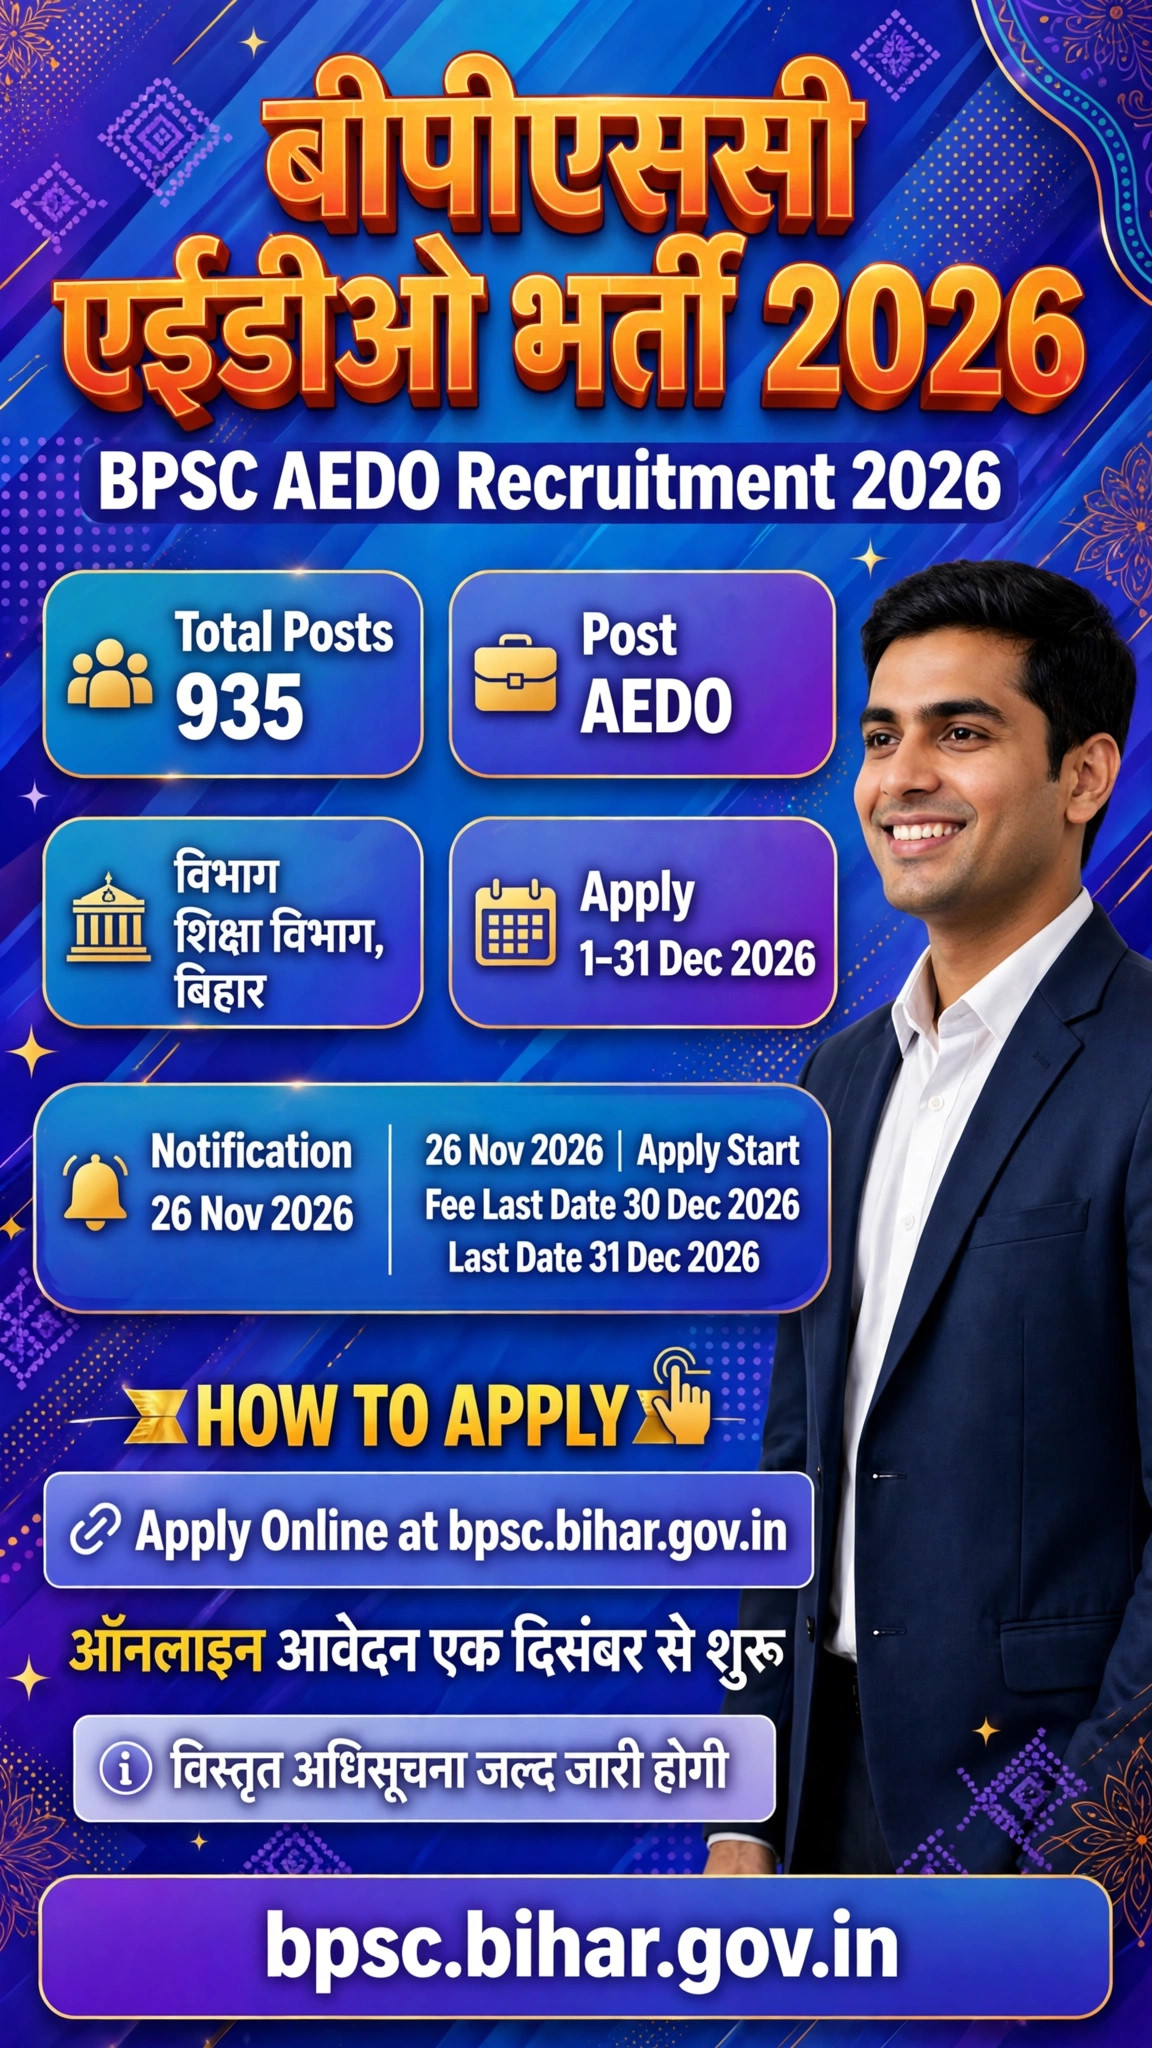 बीपीएससी
एईडीओ भर्ती 2026
BPSC AEDO Recruitment 2026
Total Posts
935
Post
AEDO
विभाग
शिक्षा विभाग,
बिहार
Apply
1–31 Dec 2026
Notification
26 Nov 2026
26 Nov 2026 | Apply Start
Fee Last Date 30 Dec 2026
Last Date 31 Dec 2026
HOW TO APPLY
Apply Online at bpsc.bihar.gov.in
ऑनलाइन आवेदन एक दिसंबर से शुरू
विस्तृत अधिसूचना जल्द जारी होगी
bpsc.bihar.gov.in